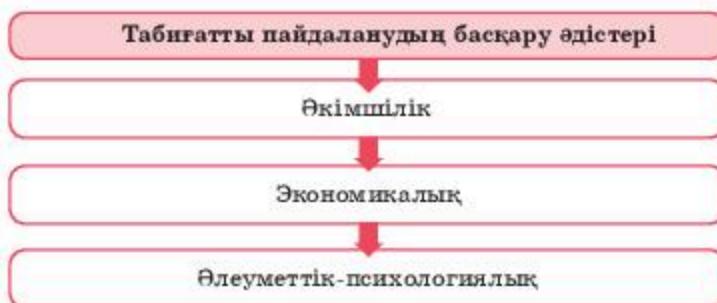 Табиғатты пайдаланудың басқару әдістері
Әкімшілік
Экономикалық
Әлеуметтік-психологиялық